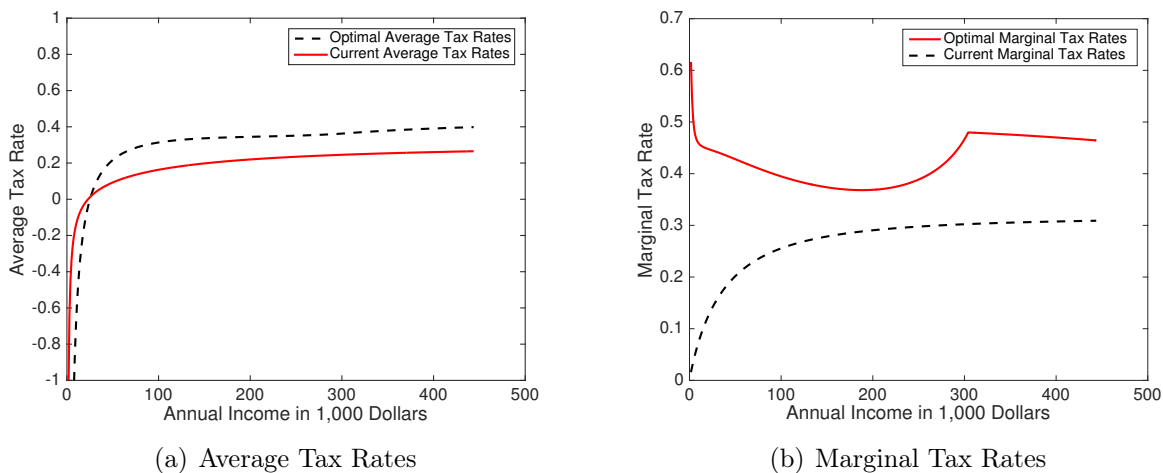 1
0.8
0.6
0.4
0.2
0
-0.2
-0.4
-0.6
-0.8
-1
Average Tax Rate
Optimal Average Tax Rates
Current Average Tax Rates
0 100 200 300 400 500
Annual Income in 1,000 Dollars
(a) Average Tax Rates
0.7
0.6
0.5
0.4
0.3
0.2
0.1
0
Marginal Tax Rate
Optimal Marginal Tax Rates
Current Marginal Tax Rates
0 100 200 300 400 500
Annual Income in 1,000 Dollars
(b) Marginal Tax Rates